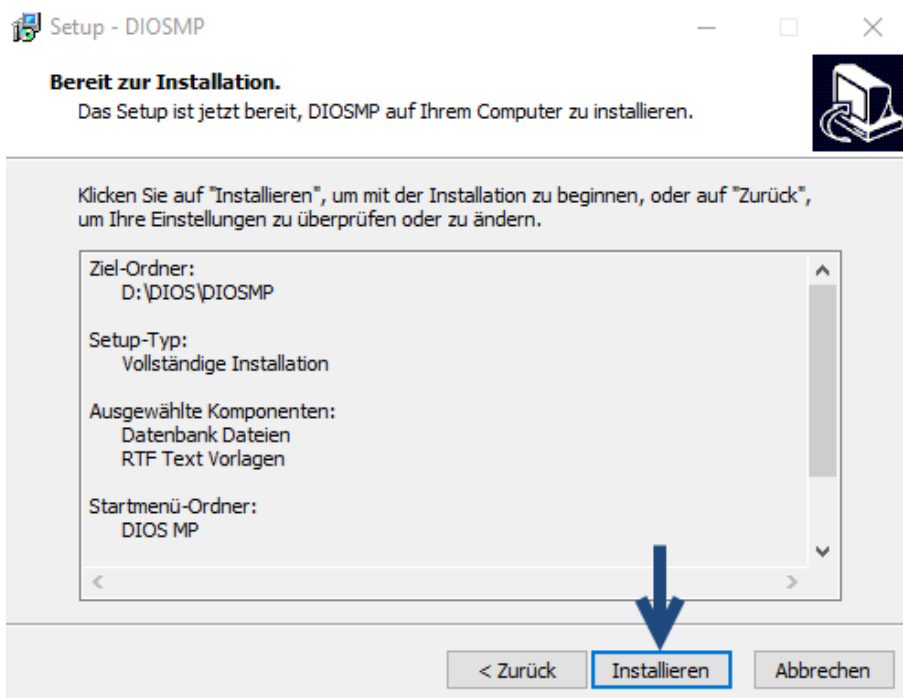 Setup - DIOSMP
Bereit zur Installation.
Das Setup ist jetzt bereit, DIOSMP auf Ihrem Computer zu installieren.
Klicken Sie auf "Installieren", um mit der Installation zu beginnen, oder auf "Zurück",
um Ihre Einstellungen zu überprüfen oder zu ändern.
Ziel-Ordner:
D:\DIOS\DIOSMP
Setup-Typ:
Vollständige Installation
Ausgewählte Komponenten:
Datenbank Dateien
RTF Text Vorlagen
Startmenü-Ordner:
DIOS MP
< Zurück Installieren Abbrechen